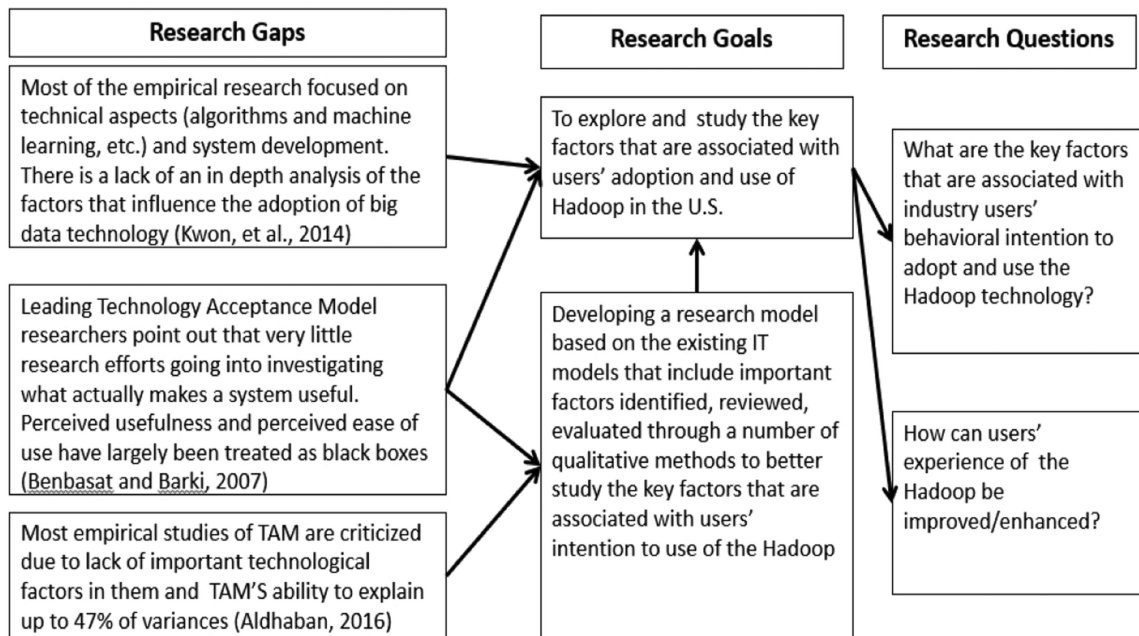 Research Gaps
Most of the empirical research focused on
technical aspects (algorithms and machine
learning, etc.) and system development.
There is a lack of an in depth analysis of the
factors that influence the adoption of big
data technology (Kwon, et al., 2014)
Leading Technology Acceptance Model
researchers point out that very little
research efforts going into investigating
what actually makes a system useful.
Perceived usefulness and perceived ease of
use have largely been treated as black boxes
(Benbasat and Barki, 2007)
Most empirical studies of TAM are criticized
due to lack of important technological
factors in them and TAM'S ability to explain
up to 47% of variances (Aldhaban, 2016)
Research Goals
To explore and study the key
factors that are associated with
users' adoption and use of
Hadoop in the U.S.
Developing a research model
based on the existing IT
models that include important
factors identified, reviewed,
evaluated through a number of
qualitative methods to better
study the key factors that are
associated with users'
intention to use of the Hadoop
Research Questions
What are the key factors
that are associated with
industry users'
behavioral intention to
adopt and use the
Hadoop technology?
How can users'
experience of the
Hadoop be
improved/enhanced?